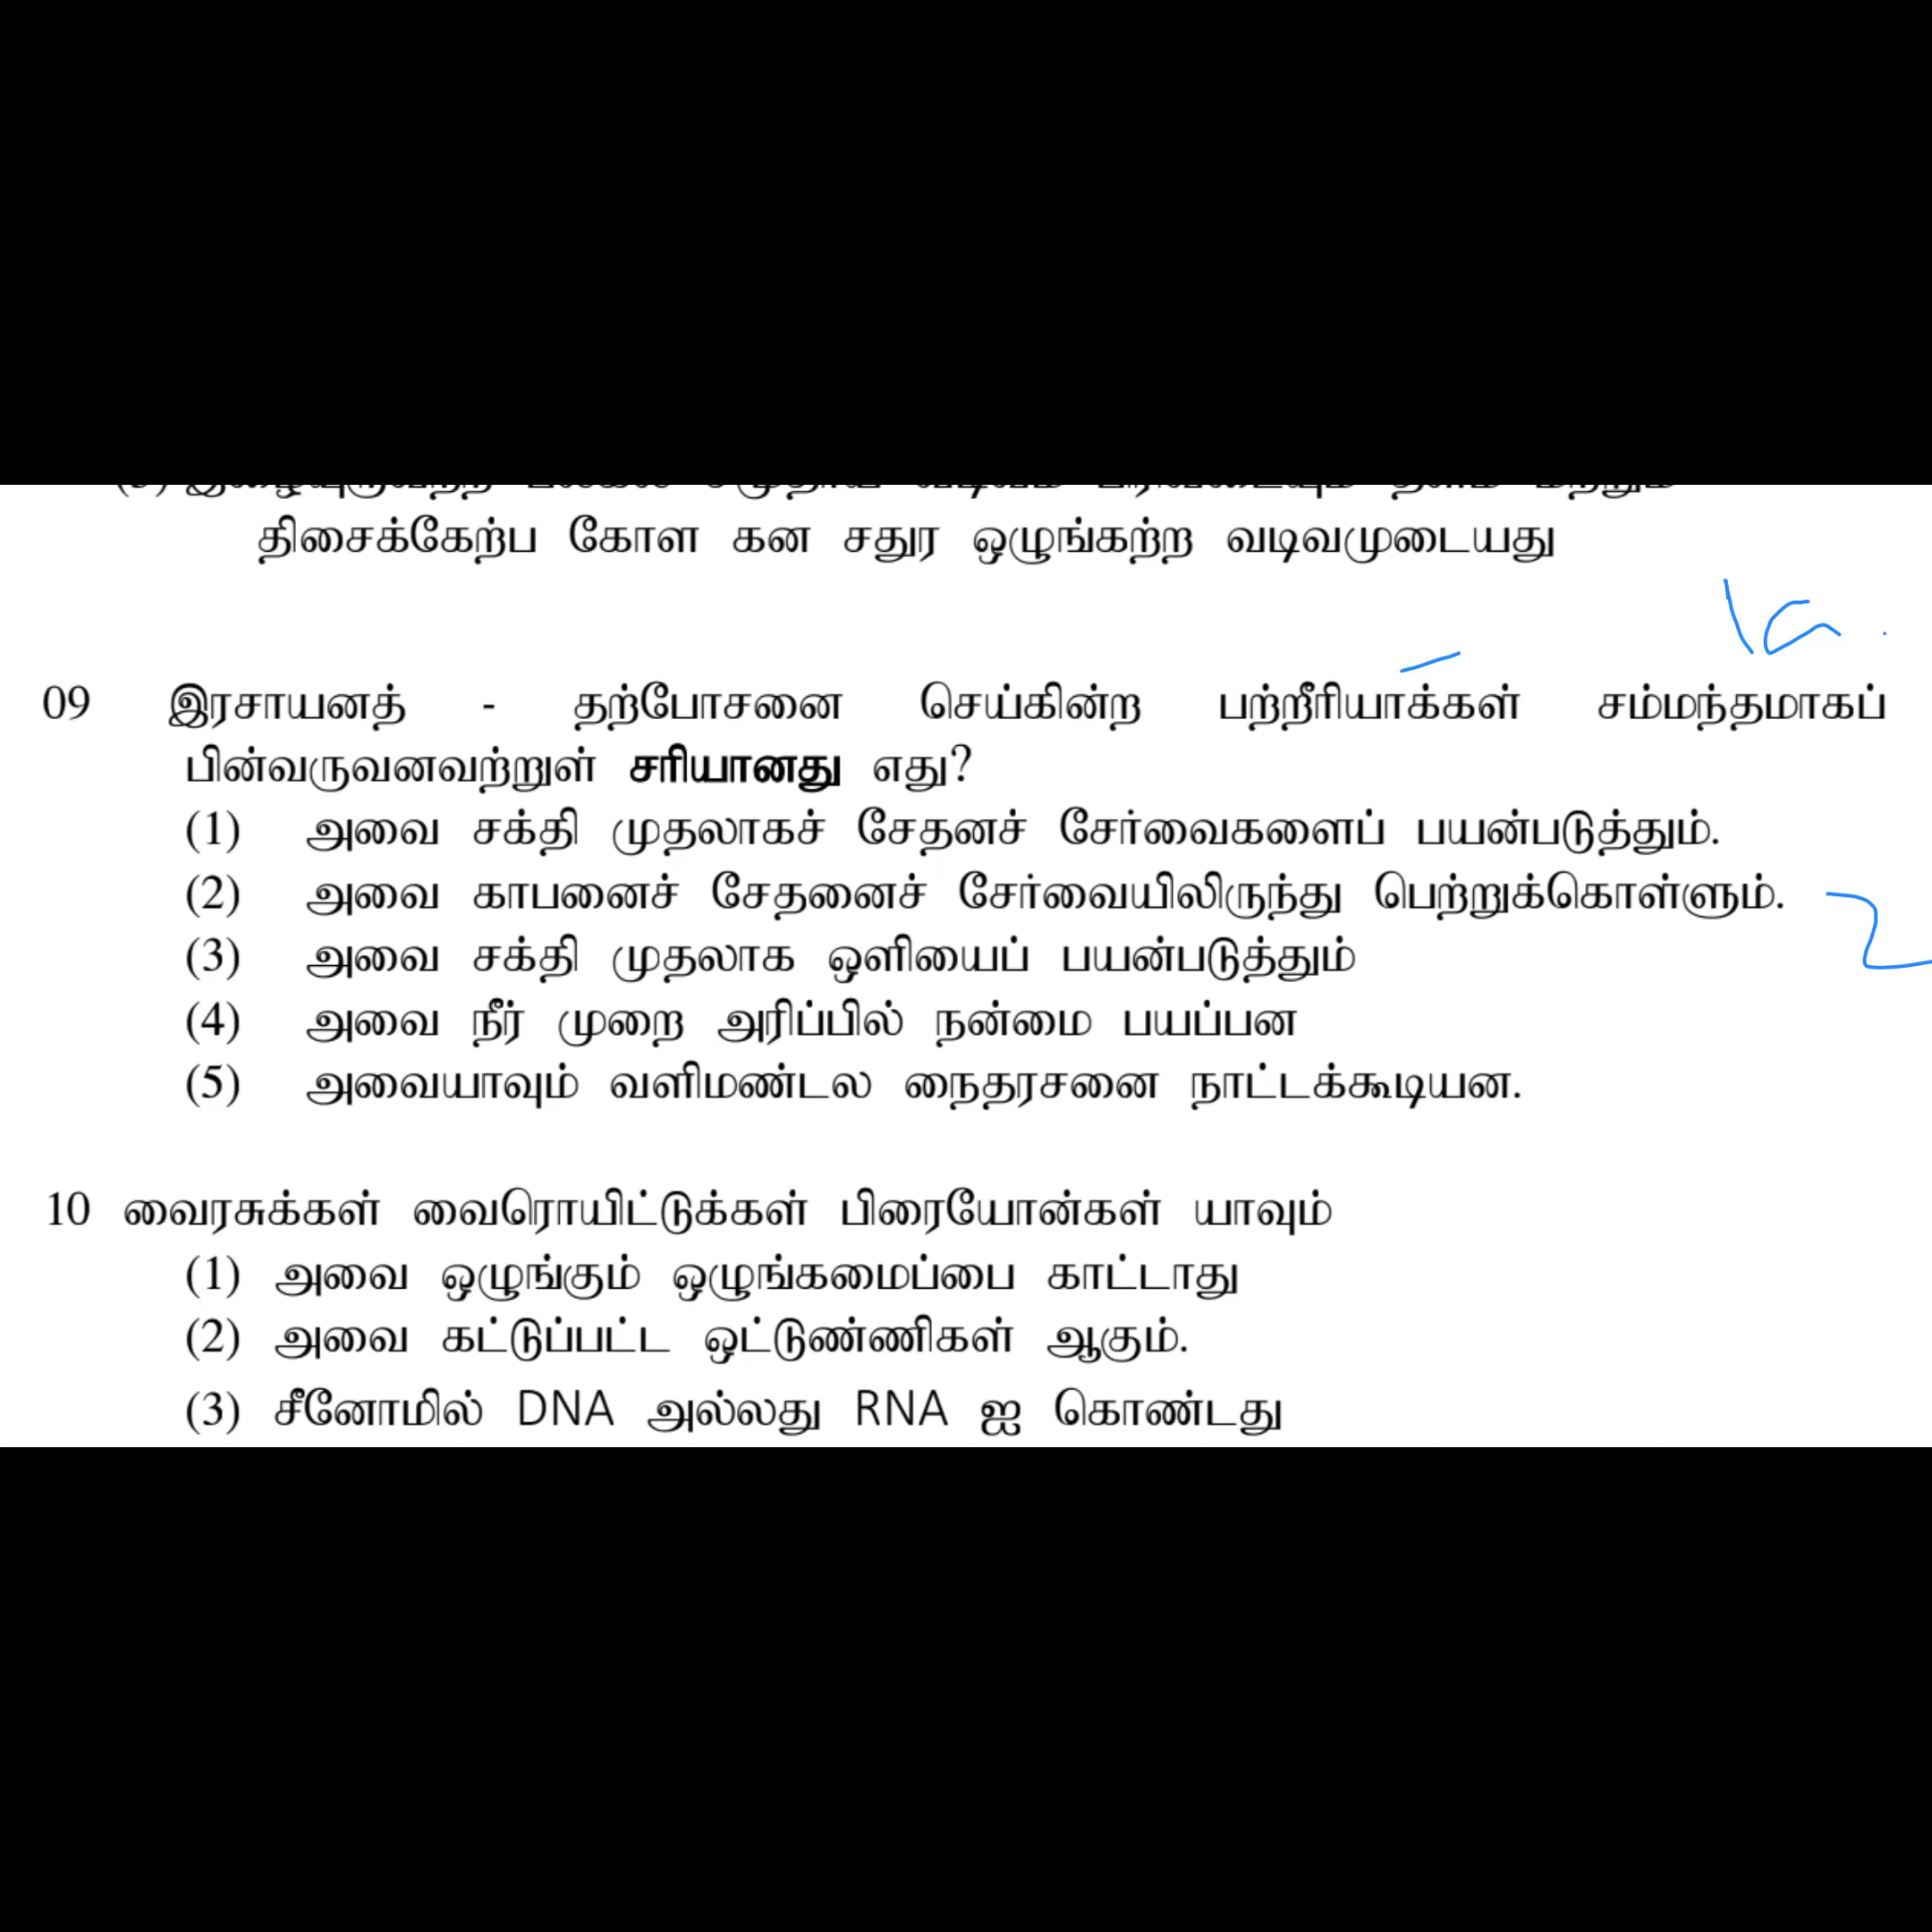 திசைக்கேற்ப கோள கன சதுர ஒழுங்கற்ற வடிவமுடையது
09 இரசாயனத் - தற்போசனை செய்கின்ற பற்றீரியாக்கள் சம்மந்தமாகப்
பின்வருவனவற்றுள் சரியானது எது?
(1) அவை சக்தி முதலாகச் சேதனச் சேர்வைகளைப் பயன்படுத்தும்.
(2) அவை காபனைச் சேதனைச் சேர்வையிலிருந்து பெற்றுக்கொள்ளும்.
(3) அவை சக்தி முதலாக ஒளியைப் பயன்படுத்தும்
(4) அவை நீர் முறை அரிப்பில் நன்மை பயப்பன
(5) அவையாவும் வளிமண்டல நைதரசனை நாட்டக்கூடியன.
10 வைரசுக்கள் வைரொயிட்டுக்கள் பிரையோன்கள் யாவும்
(1) அவை ஒழுங்கும் ஒழுங்கமைப்பை காட்டாது
(2) அவை கட்டுப்பட்ட ஒட்டுண்ணிகள் ஆகும்.
(3) சீனோமில் DNA அல்லது RNA ஐ கொண்டது